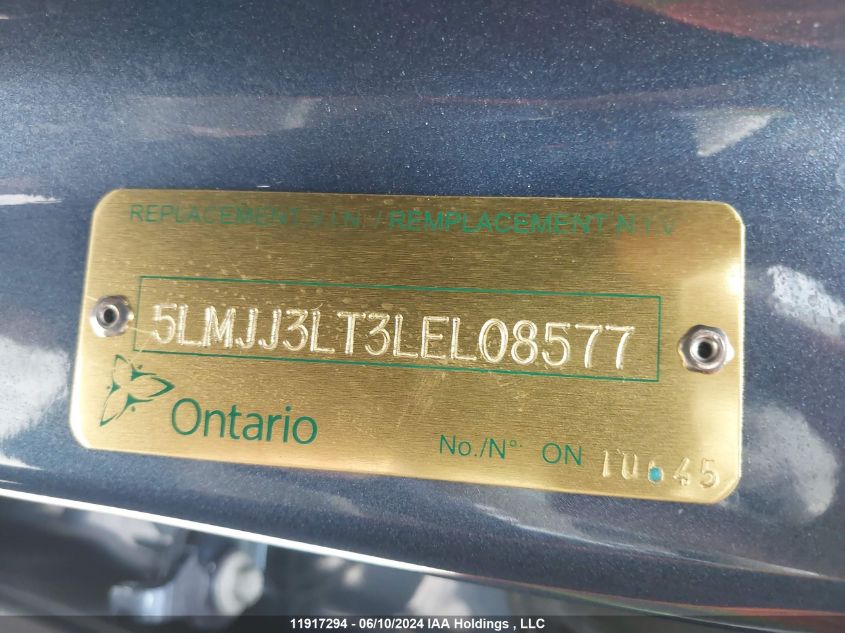 REPLACEMENT V.I.N. / REMPLACEMENT N.I.V
5LMJJ3LT3LEL08577
Ontario
No./N° ON
11917294 - 06/10/2024 IAA Holdings , LLC